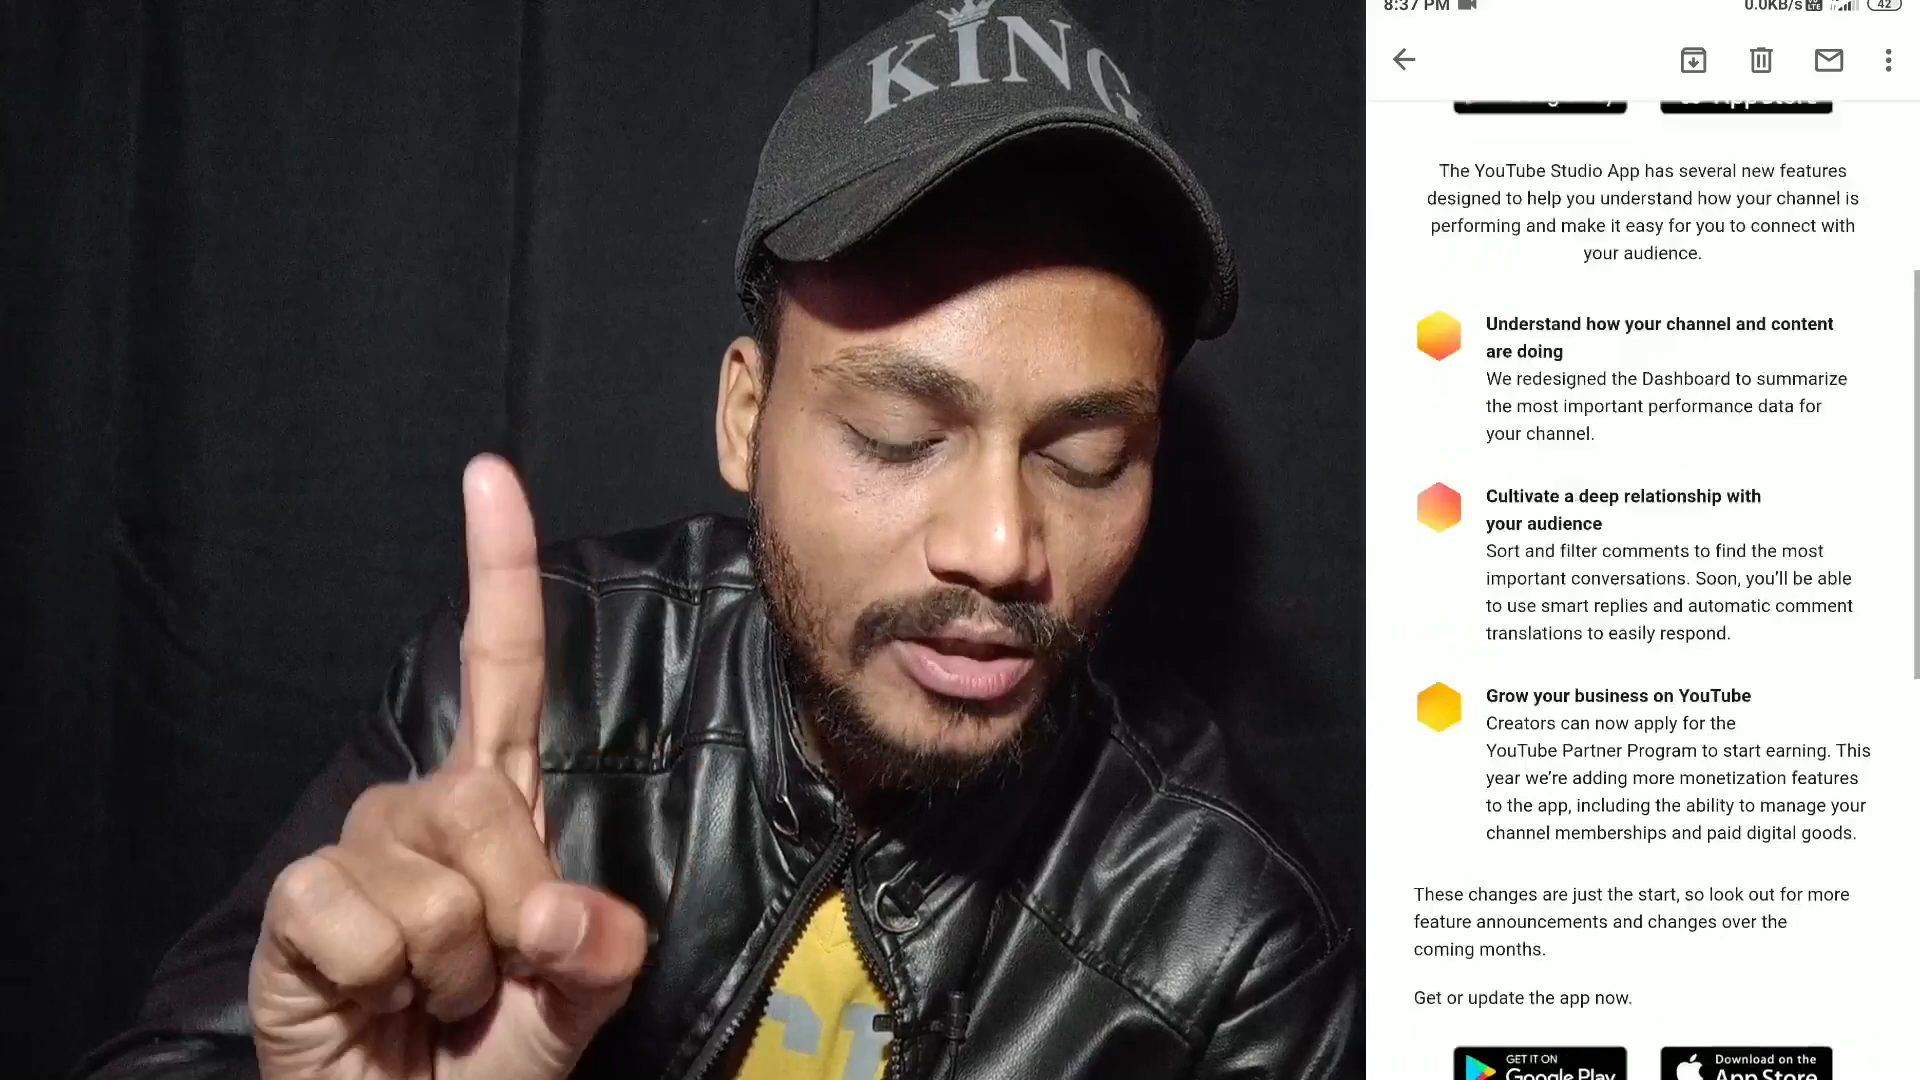 KING
8:37 PM
0.0KB/s
42
App Store
The YouTube Studio App has several new features
designed to help you understand how your channel is
performing and make it easy for you to connect with
your audience.
Understand how your channel and content
are doing
We redesigned the Dashboard to summarize
the most important performance data for
your channel.
Cultivate a deep relationship with
your audience
Sort and filter comments to find the most
important conversations. Soon, you’ll be able
to use smart replies and automatic comment
translations to easily respond.
Grow your business on YouTube
Creators can now apply for the
YouTube Partner Program to start earning. This
year we’re adding more monetization features
to the app, including the ability to manage your
channel memberships and paid digital goods.
These changes are just the start, so look out for more
feature announcements and changes over the
coming months.
Get or update the app now.
GET IT ON
Google Play
Download on the
App Store